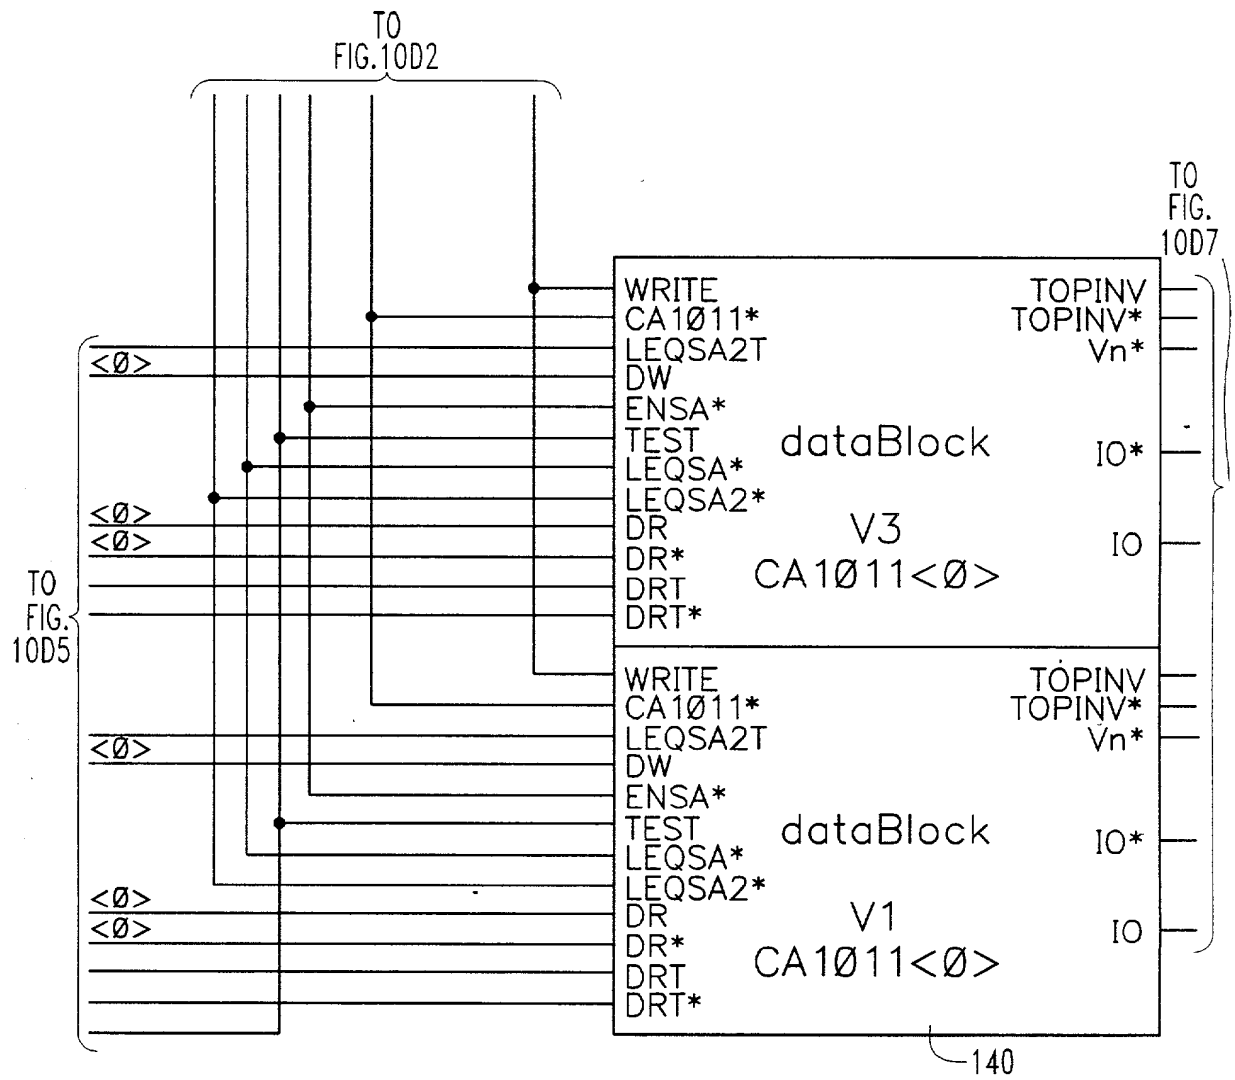 TO
FIG.10D2
TO
FIG.
10D7
WRITE
CA1Ø11*
LEQSA2T
<Ø>
DW
ENSA*
TEST
LEQSA*
LEQSA2*
<Ø>
DR
<Ø>
DR*
DRT
DRT*
TOPINV
TOPINV*
Vn*
dataBlock
IO*
V3
IO
CA1Ø11<Ø>
TO
FIG.
10D5
WRITE
CA1Ø11*
LEQSA2T
<Ø>
DW
ENSA*
TEST
LEQSA*
LEQSA2*
<Ø>
DR
<Ø>
DR*
DRT
DRT*
TOPINV
TOPINV*
Vn*
dataBlock
IO*
V1
IO
CA1Ø11<Ø>
140